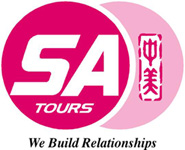 SA
TOURS
中美
We Build Relationships